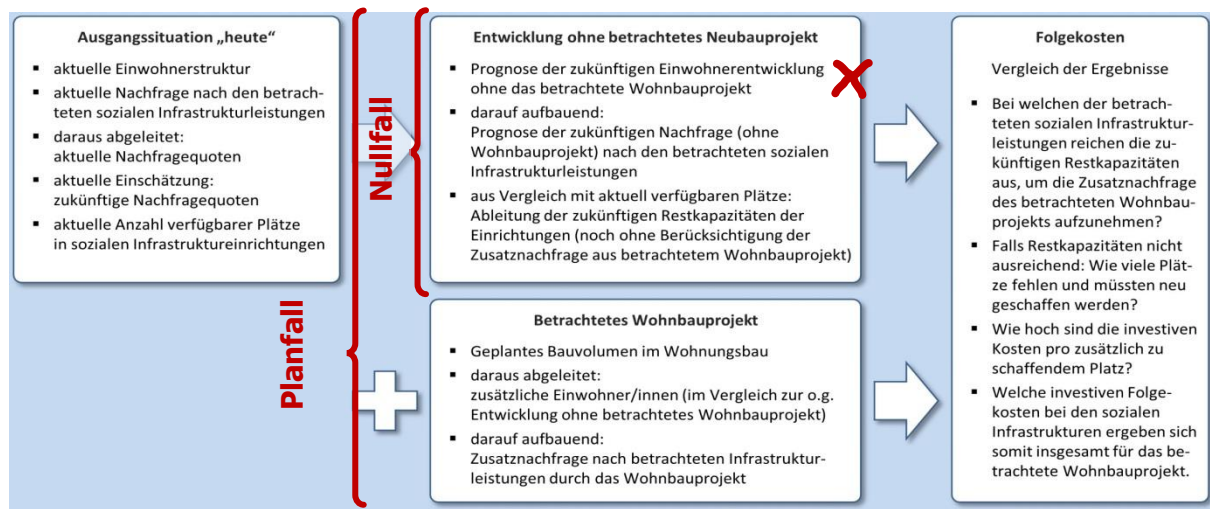 Ausgangssituation „heute“
▪ aktuelle Einwohnerstruktur
▪ aktuelle Nachfrage nach den betrach-
teten sozialen Infrastrukturleistungen
▪ daraus abgeleitet:
aktuelle Nachfragequoten
▪ aktuelle Einschätzung:
zukünftige Nachfragequoten
▪ aktuelle Anzahl verfügbarer Plätze
in sozialen Infrastruktureinrichtungen
Planfall
Nullfall
Entwicklung ohne betrachtetes Neubauprojekt
▪ Prognose der zukünftigen Einwohnerentwicklung
ohne das betrachtete Wohnbauprojekt
▪ darauf aufbauend:
Prognose der zukünftigen Nachfrage (ohne
Wohnbauprojekt) nach den betrachteten sozialen
Infrastrukturleistungen
▪ aus Vergleich mit aktuell verfügbaren Plätze:
Ableitung der zukünftigen Restkapazitäten der
Einrichtungen (noch ohne Berücksichtigung der
Zusatznachfrage aus betrachtetem Wohnbauprojekt)
Betrachtetes Wohnbauprojekt
▪ Geplantes Bauvolumen im Wohnungsbau
▪ daraus abgeleitet:
zusätzliche Einwohner/innen (im Vergleich zur o.g.
Entwicklung ohne betrachtetes Wohnbauprojekt)
▪ darauf aufbauend:
Zusatznachfrage nach betrachteten Infrastruktur-
leistungen durch das Wohnbauprojekt
Folgekosten
Vergleich der Ergebnisse
▪ Bei welchen der betrach-
teten sozialen Infrastruktur-
leistungen reichen die zu-
künftigen Restkapazitäten
aus, um die Zusatznachfrage
des betrachteten Wohnbau-
projekts aufzunehmen?
▪ Falls Restkapazitäten nicht
ausreichend: Wie viele Plät-
ze fehlen und müssten neu
geschaffen werden?
▪ Wie hoch sind die investiven
Kosten pro zusätzlich zu
schaffendem Platz?
▪ Welche investiven Folge-
kosten bei den sozialen
Infrastrukturen ergeben sich
somit insgesamt für das be-
trachtete Wohnbauprojekt.